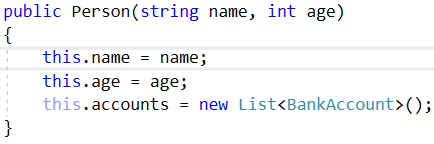 public Person(string name, int age)
{
    this.name = name;
    this.age = age;
    this.accounts = new List<BankAccount>();
}